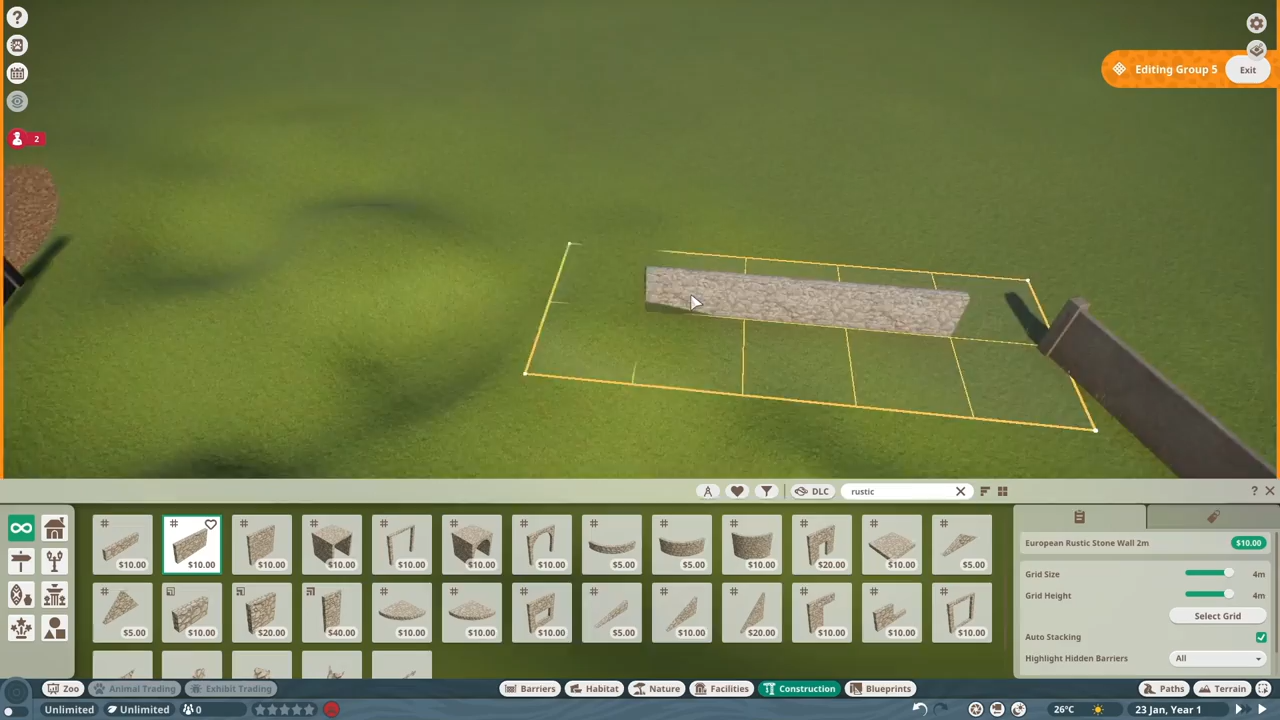 ?
Editing Group 5
Exit
2
DLC
rustic
?
$10.00
$10.00
$10.00
$10.00
$10.00
$10.00
$10.00
$5.00
$5.00
$10.00
$20.00
$10.00
$5.00
European Rustic Stone Wall 2m
$10.00
Grid Size
4m
Grid Height
4m
$5.00
$10.00
$20.00
$40.00
$10.00
$10.00
$10.00
$5.00
$10.00
$20.00
$10.00
$10.00
$10.00
Select Grid
Auto Stacking
Highlight Hidden Barriers
All
Zoo
Animal Trading
Exhibit Trading
Barriers
Habitat
Nature
Facilities
Construction
Blueprints
Paths
Terrain
Unlimited
Unlimited
0
26°C
23 Jan, Year 1